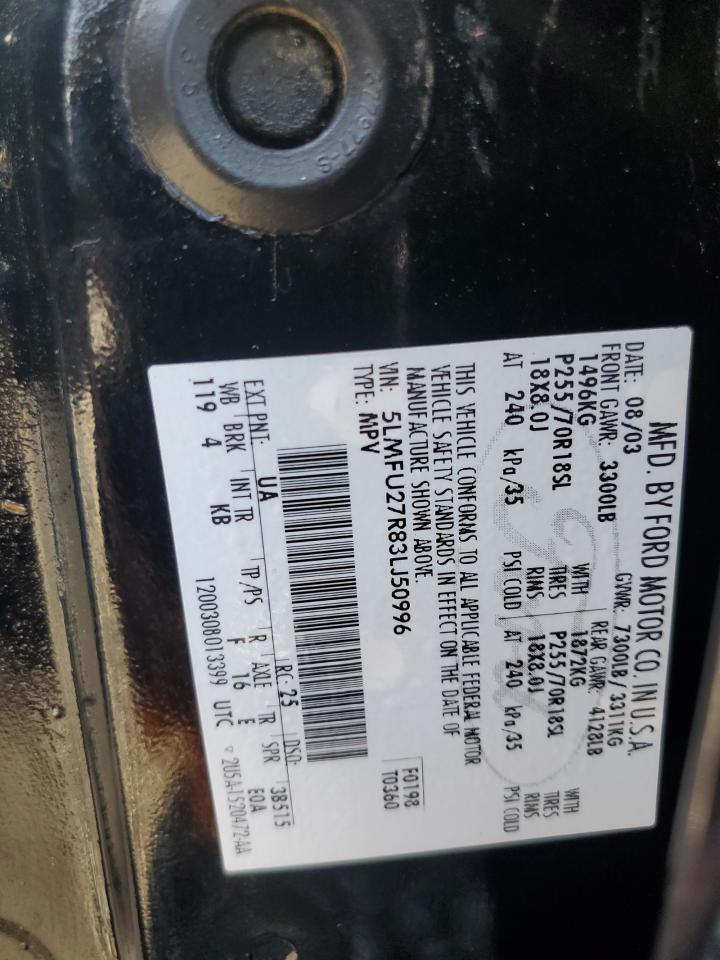 MFD. BY FORD MOTOR CO. IN U.S.A.
DATE: 08/03 GVWR: 7300LB/ 3311KG
FRONT GAWR: 3300LB REAR GAWR: 4128LB
1496KG WITH 1872KG WITH
P255/70R18SL TIRES P255/70R18SL TIRES
18X8.0J RIMS 18X8.0J RIMS
AT 240 kPa/35 PSI COLD AT 240 kPa/35 PSI COLD
THIS VEHICLE CONFORMS TO ALL APPLICABLE FEDERAL MOTOR
VEHICLE SAFETY STANDARDS IN EFFECT ON THE DATE OF
MANUFACTURE SHOWN ABOVE.
VIN: 5LMFU27R83LJ50996 F0198
TYPE: MPV T0360
EXT PNT: UA RC: 25 DSO: 38515
WB BRK INT TR TP/PS R AXLE TR SPR
119 4 KB F 16 E EOA
1200308013399 UTC 2U5A-1520472-AA